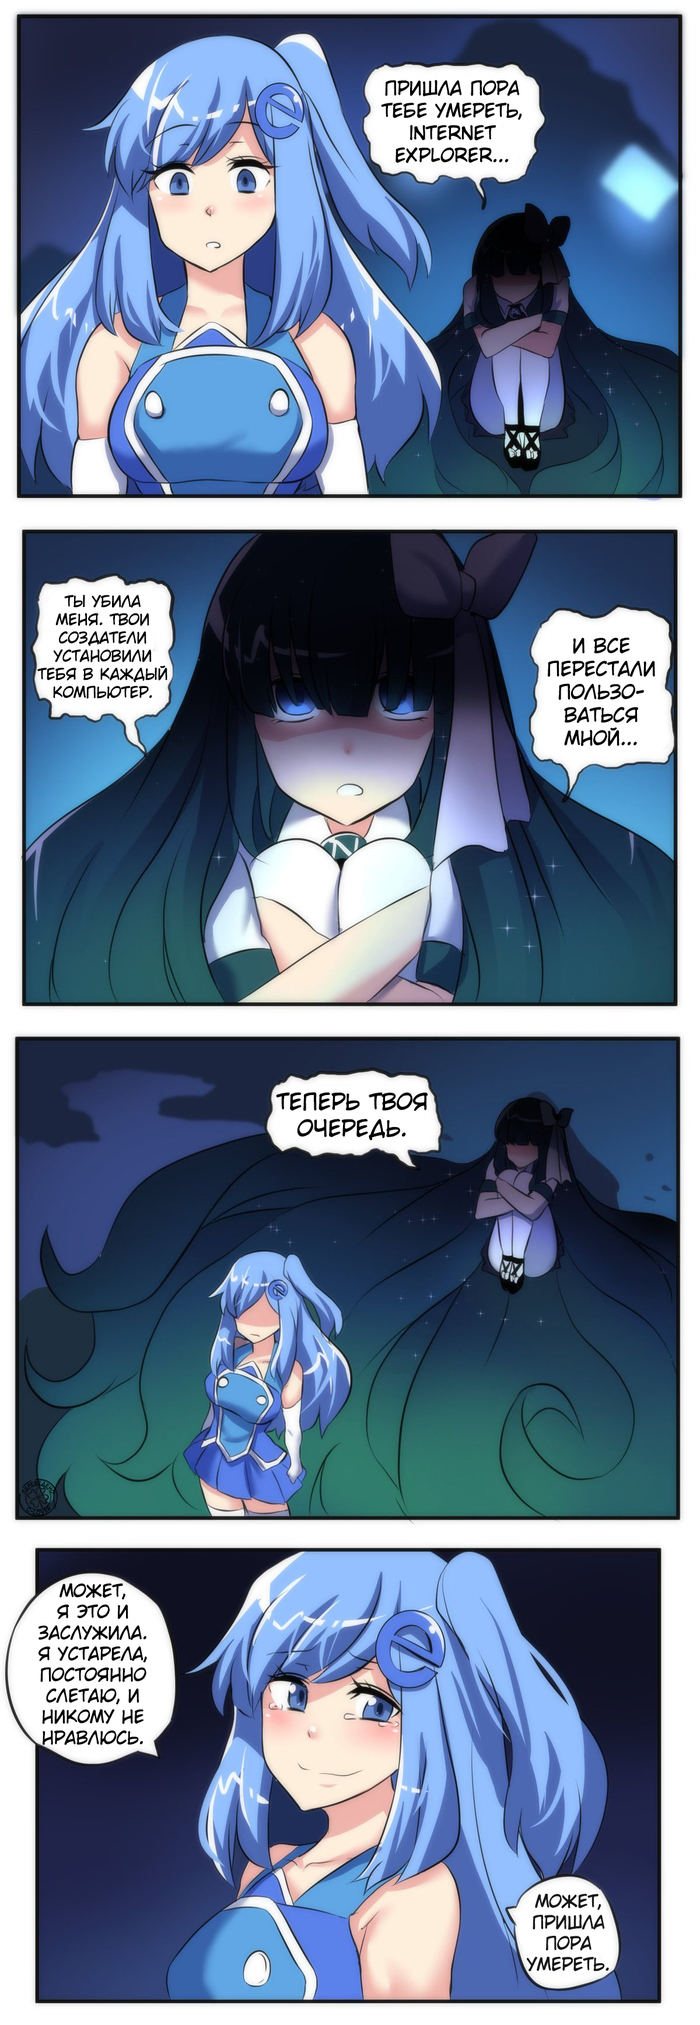 ПРИШЛА ПОРА
ТЕБЕ УМЕРЕТЬ,
INTERNET
EXPLORER...
e
ТЫ УБИЛА
МЕНЯ. ТВОИ
СОЗДАТЕЛИ
УСТАНОВИЛИ
ТЕБЯ В КАЖДЫЙ
КОМПЬЮТЕР.
И ВСЕ
ПЕРЕСТАЛИ
ПОЛЬЗО-
ВАТЬСЯ
МНОЙ...
N
ТЕПЕРЬ ТВОЯ
ОЧЕРЕДЬ.
e
МОЖЕТ,
Я ЭТО И
ЗАСЛУЖИЛА.
Я УСТАРЕЛА,
ПОСТОЯННО
СЛЕТАЮ, И
НИКОМУ НЕ
НРАВЛЮСЬ.
e
МОЖЕТ,
ПРИШЛА
ПОРА
УМЕРЕТЬ.